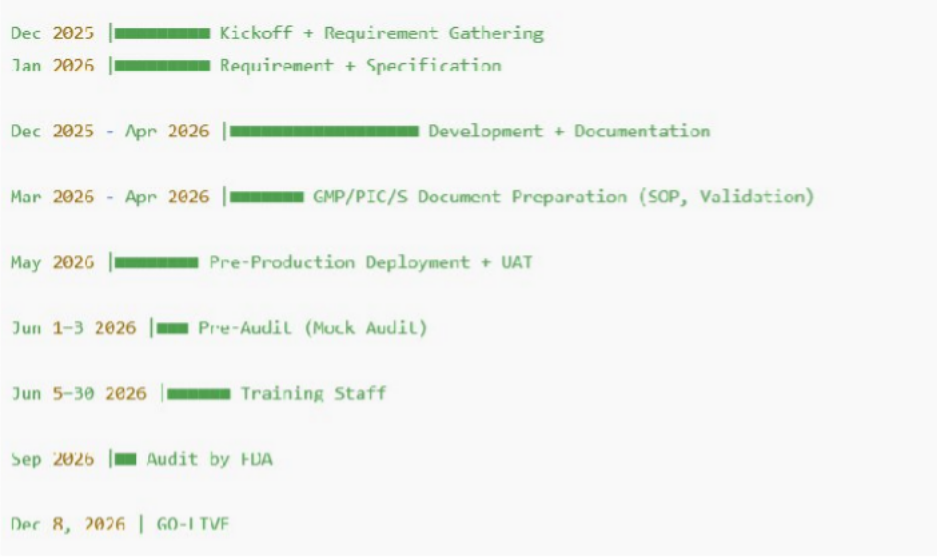 Dec 2025 |■■■■■■■■■ Kickoff + Requirement Gathering
Jan 2026 |■■■■■■■■■ Requirement + Specification
Dec 2025 - Apr 2026 |■■■■■■■■■■■■■■■■■■ Development + Documentation
Mar 2026 - Apr 2026 |■■■■■■■ GMP/PIC/S Document Preparation (SOP, Validation)
May 2026 |■■■■■■■■ Pre-Production Deployment + UAT
Jun 1–3 2026 |■■■ Pre-Audit (Mock Audit)
Jun 5–30 2026 |■■■■■■ Training Staff
Sep 2026 |■■ Audit by FDA
Dec 8, 2026 | GO-LIVE